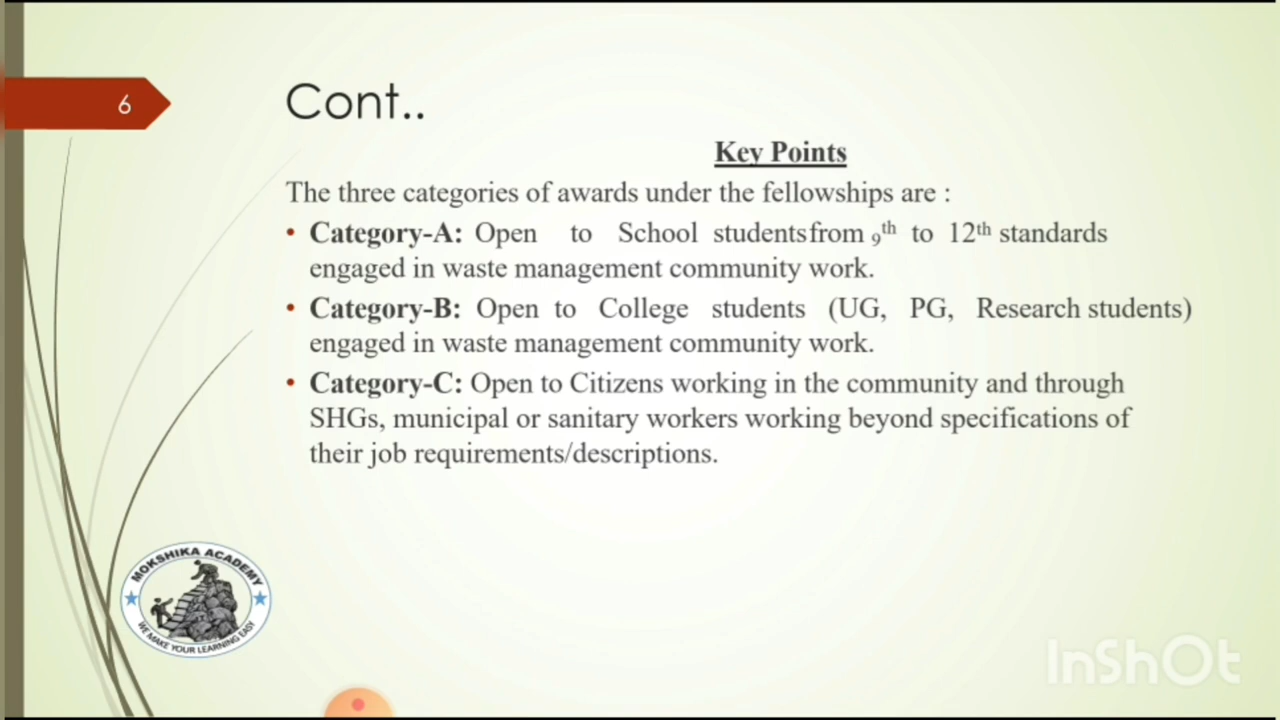 6
Cont..
Key Points
The three categories of awards under the fellowships are :
• Category-A: Open to School students from 9th to 12th standards
engaged in waste management community work.
• Category-B: Open to College students (UG, PG, Research students)
engaged in waste management community work.
• Category-C: Open to Citizens working in the community and through
SHGs, municipal or sanitary workers working beyond specifications of
their job requirements/descriptions.
MOKSHIKA ACADEMY
WE MAKE YOUR LEARNING EASY
InShOt